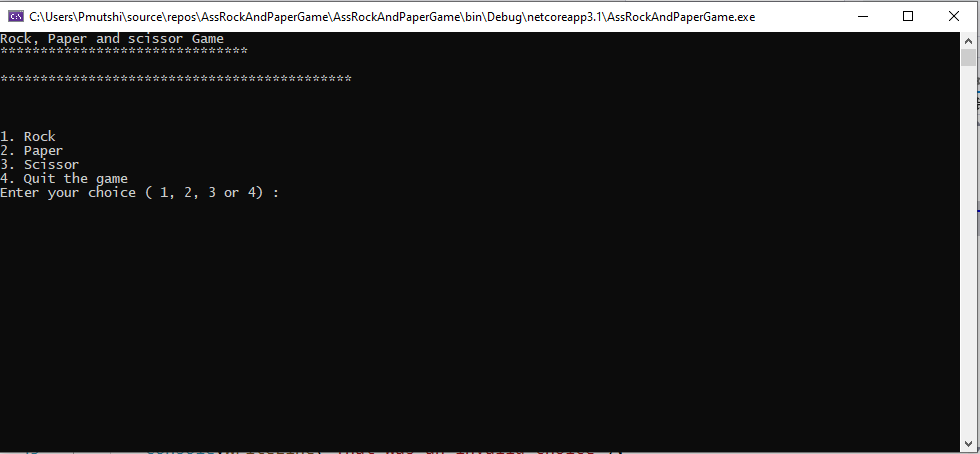 C:\Users\Pmutshi\source\repos\AssRockAndPaperGame\AssRockAndPaperGame\bin\Debug\netcoreapp3.1\AssRockAndPaperGame.exe
Rock, Paper and scissor Game
*******************************
********************************************
1. Rock
2. Paper
3. Scissor
4. Quit the game
Enter your choice ( 1, 2, 3 or 4) :